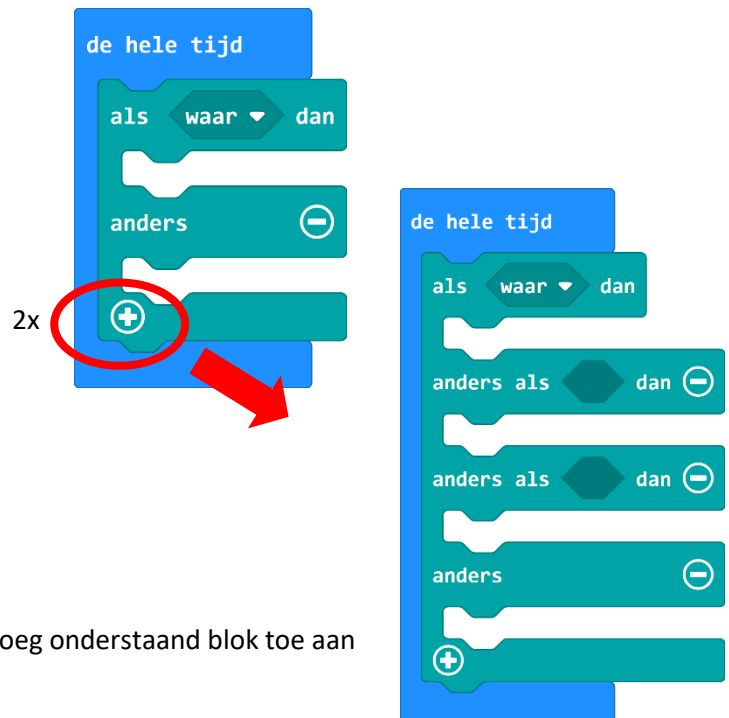 de hele tijd
als waar dan
anders
2x
de hele tijd
als waar dan
anders als dan
anders als dan
anders
onderstaand blok toe aan